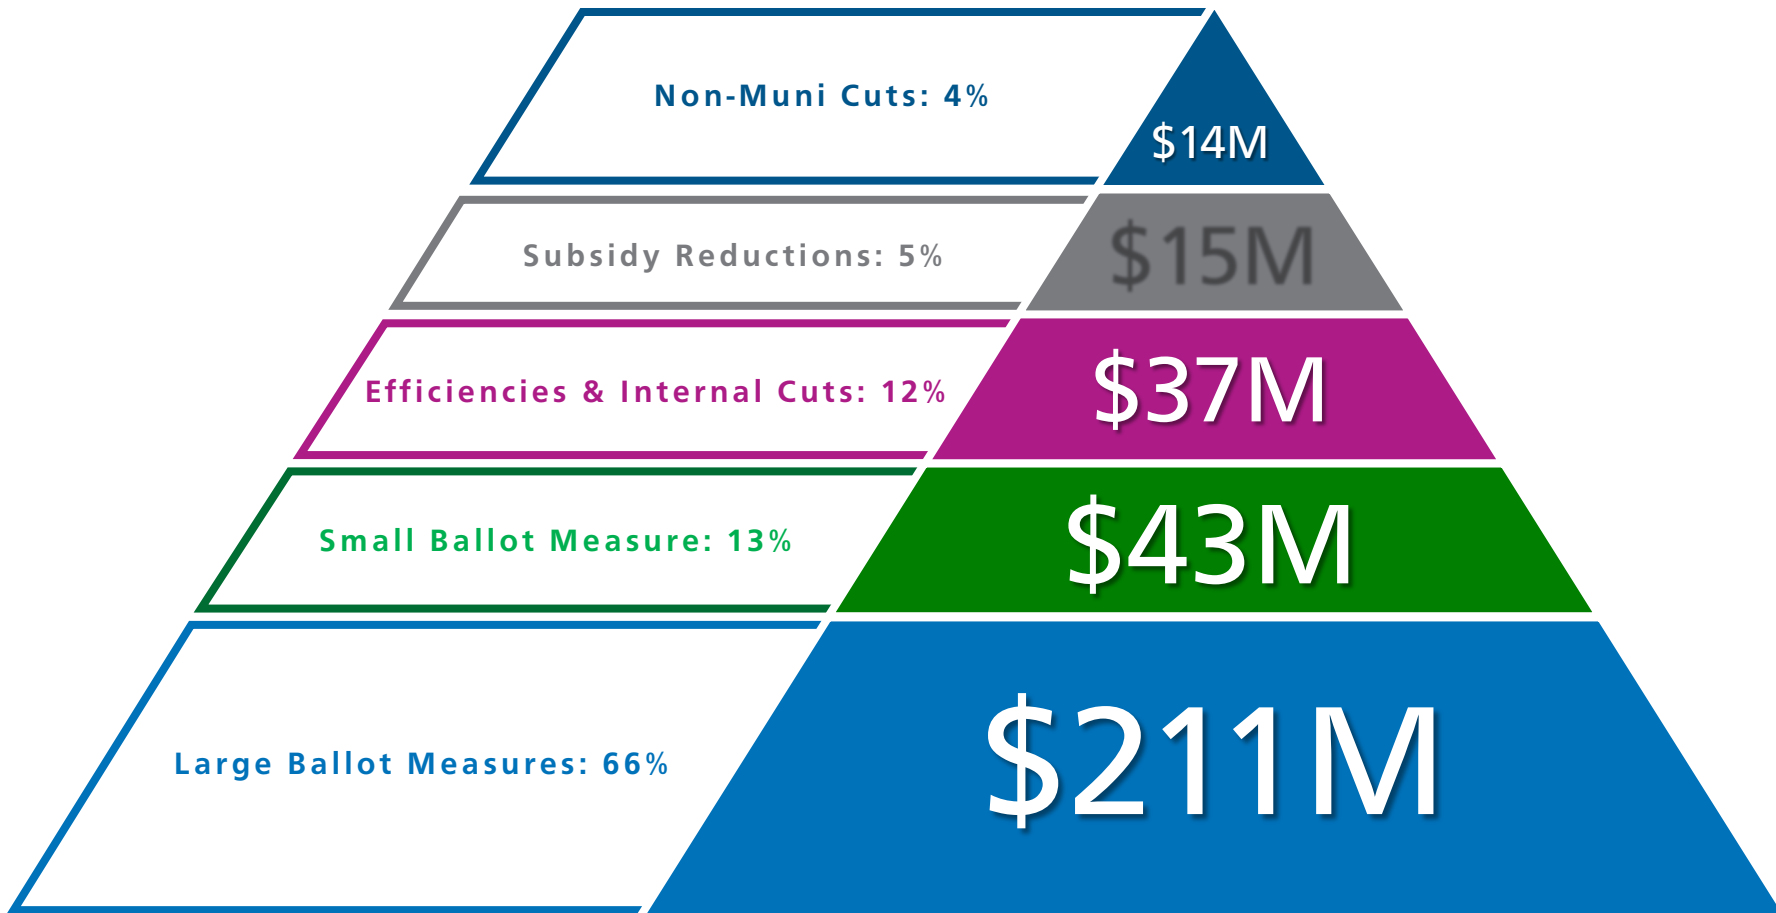 Non-Muni Cuts: 4%
$14M
Subsidy Reductions: 5%
$15M
Efficiencies & Internal Cuts: 12%
$37M
Small Ballot Measure: 13%
$43M
Large Ballot Measures: 66%
$211M